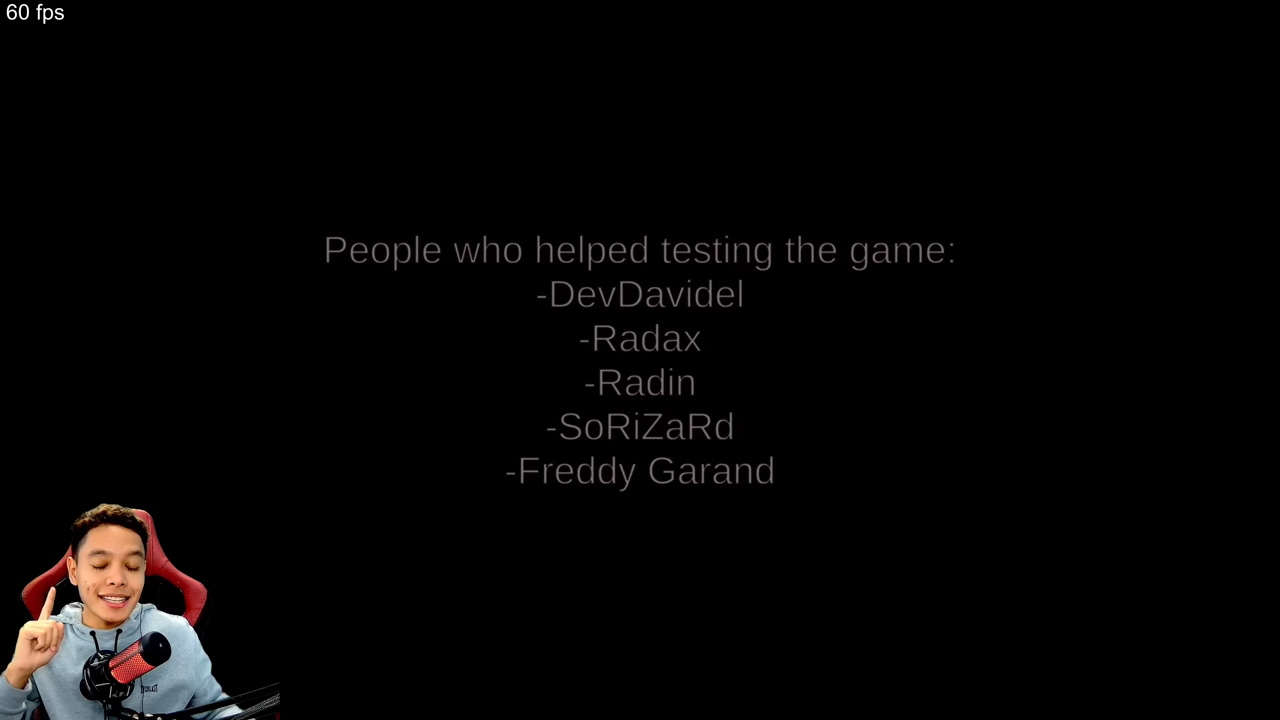 60 fps
People who helped testing the game:
-DevDavidel
-Radax
-Radin
-SoRiZaRd
-Freddy Garand